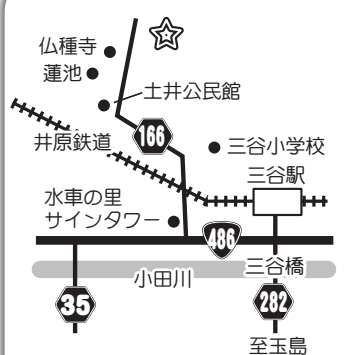 仏種寺
蓮池
土井公民館
井原鉄道
166
三谷小学校
三谷駅
水車の里
サインタワー
486
小田川
三谷橋
35
282
至玉島